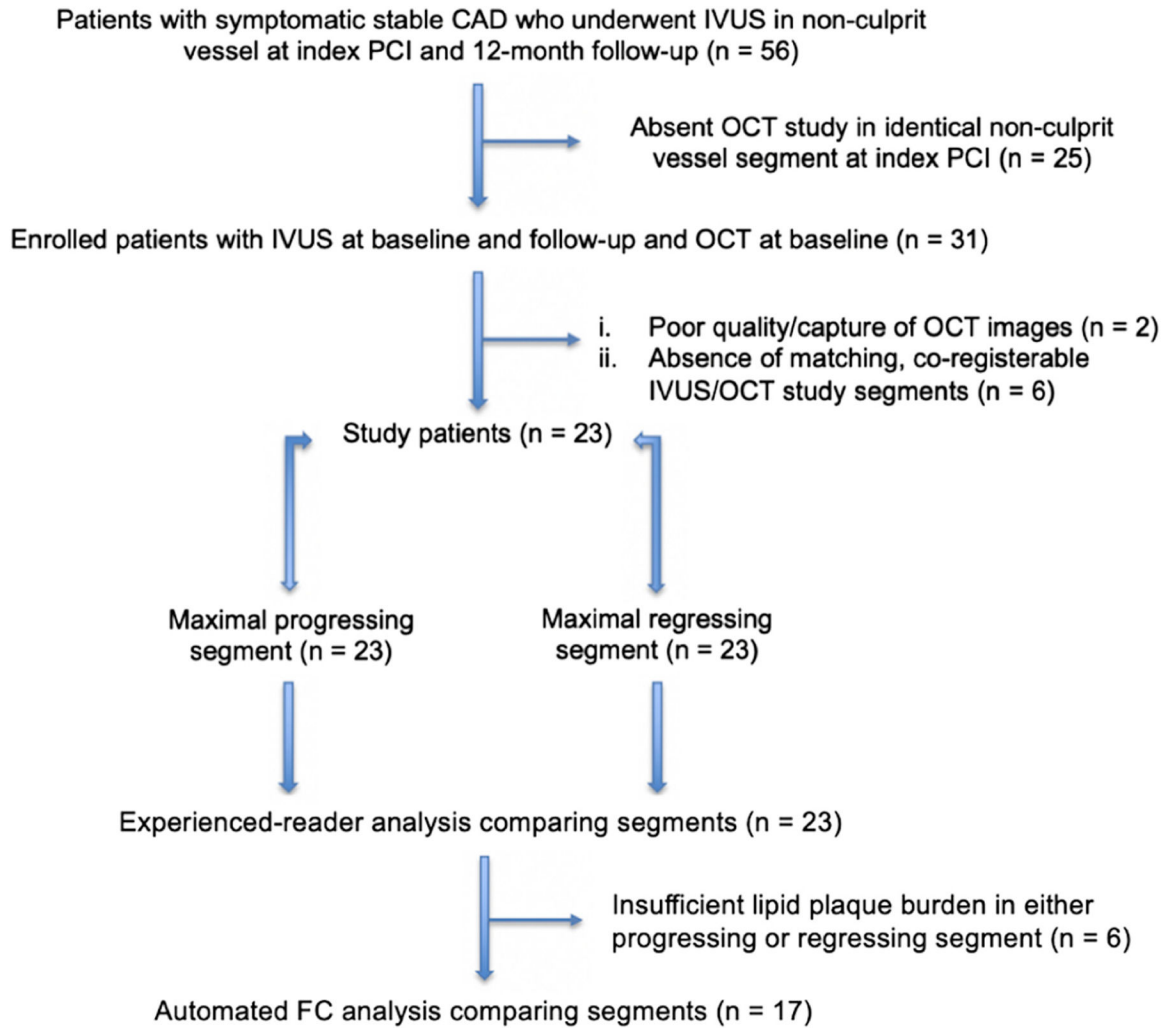 Patients with symptomatic stable CAD who underwent IVUS in non-culprit
vessel at index PCI and 12-month follow-up (n = 56)
Absent OCT study in identical non-culprit
vessel segment at index PCI (n = 25)
Enrolled patients with IVUS at baseline and follow-up and OCT at baseline (n = 31)
i. Poor quality/capture of OCT images (n = 2)
ii. Absence of matching, co-registerable
IVUS/OCT study segments (n = 6)
Study patients (n = 23)
Maximal progressing
segment (n = 23)
Maximal regressing
segment (n = 23)
Experienced-reader analysis comparing segments (n = 23)
Insufficient lipid plaque burden in either
progressing or regressing segment (n = 6)
Automated FC analysis comparing segments (n = 17)